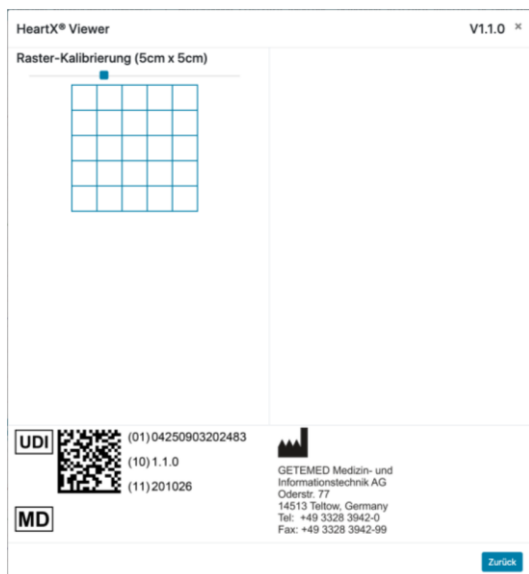 HeartX® Viewer
V1.1.0 ×
Raster-Kalibrierung (5cm x 5cm)
UDI
(01)04250903202483
(10)1.1.0
(11)201026
MD
GETEMED Medizin- und
Informationstechnik AG
Oderstr. 77
14513 Teltow, Germany
Tel: +49 3328 3942-0
Fax: +49 3328 3942-99
Zurück